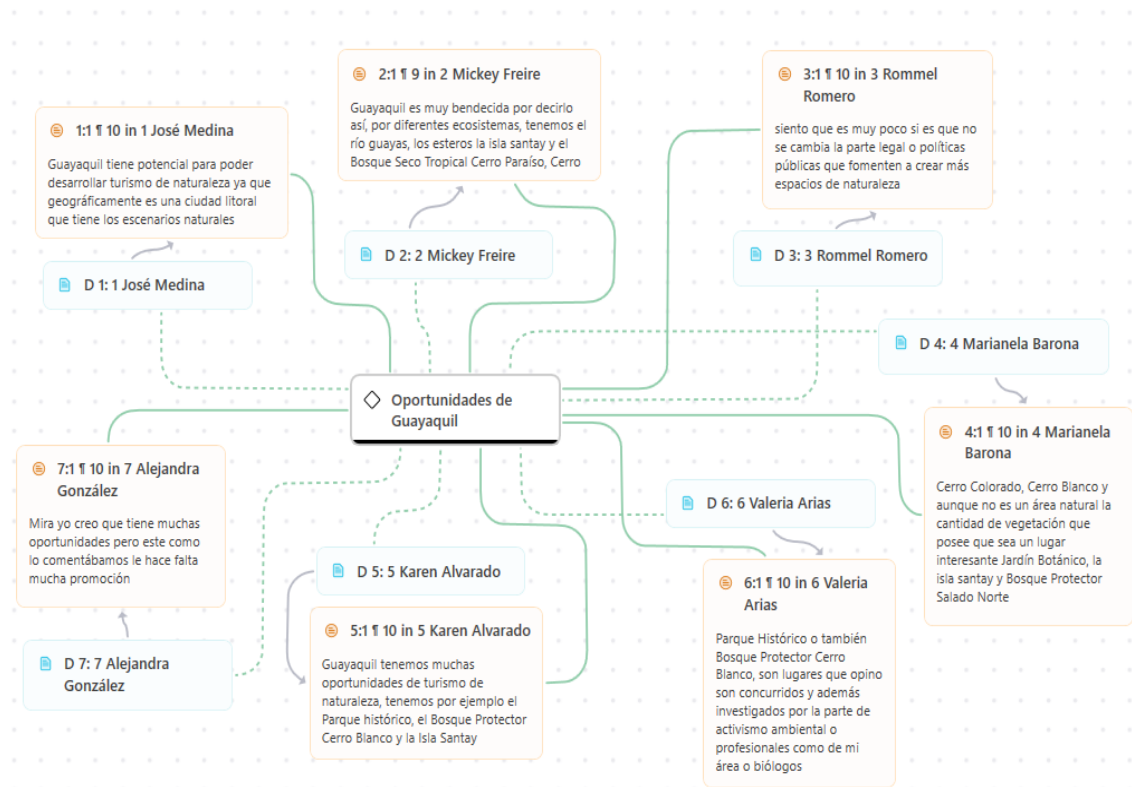 2:1 ¶ 9 in 2 Mickey Freire
Guayaquil es muy bendecida por decirlo
así, por diferentes ecosistemas, tenemos el
río guayas, los esteros la isla santay y el
Bosque Seco Tropical Cerro Paraíso, Cerro
3:1 ¶ 10 in 3 Rommel
Romero
siento que es muy poco si es que no
se cambia la parte legal o políticas
públicas que fomenten a crear más
espacios de naturaleza
1:1 ¶ 10 in 1 José Medina
Guayaquil tiene potencial para poder
desarrollar turismo de naturaleza ya que
geográficamente es una ciudad litoral
que tiene los escenarios naturales
D 1: 1 José Medina
D 2: 2 Mickey Freire
D 3: 3 Rommel Romero
D 4: 4 Marianela Barona
Oportunidades de
Guayaquil
4:1 ¶ 10 in 4 Marianela
Barona
Cerro Colorado, Cerro Blanco y
aunque no es un área natural la
cantidad de vegetación que
posee que sea un lugar
interesante Jardín Botánico, la
isla santay y Bosque Protector
Salado Norte
7:1 ¶ 10 in 7 Alejandra
González
Mira yo creo que tiene muchas
oportunidades pero este como
lo comentábamos le hace falta
mucha promoción
D 6: 6 Valeria Arias
D 5: 5 Karen Alvarado
6:1 ¶ 10 in 6 Valeria
Arias
Parque Histórico o también
Bosque Protector Cerro
Blanco, son lugares que opino
son concurridos y además
investigados por la parte de
activismo ambiental o
profesionales como de mi
área o biólogos
5:1 ¶ 10 in 5 Karen Alvarado
Guayaquil tenemos muchas
oportunidades de turismo de
naturaleza, tenemos por ejemplo el
Parque histórico, el Bosque Protector
Cerro Blanco y la Isla Santay
D 7: 7 Alejandra
González